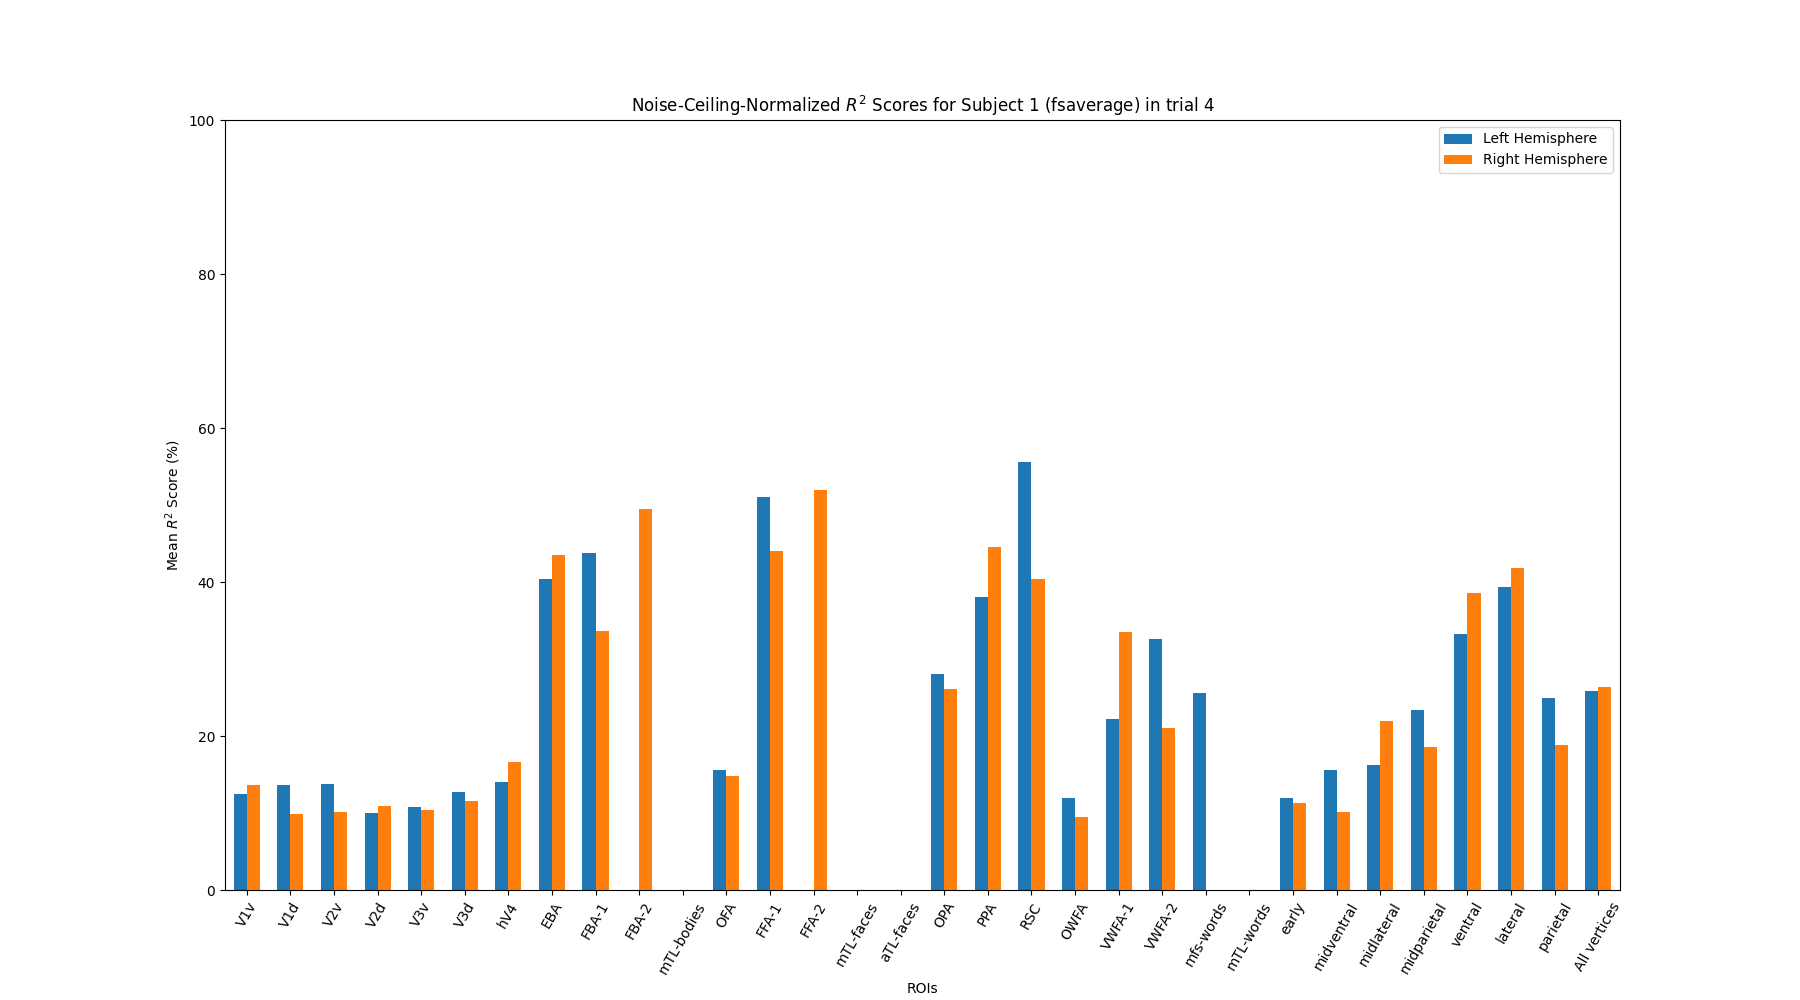 Noise-Ceiling-Normalized R² Scores for Subject 1 (fsaverage) in trial 4
100
80
60
40
20
0
Mean R² Score (%)
Left Hemisphere
Right Hemisphere
V1v
V1d
V2v
V2d
V3v
V3d
hV4
EBA
FBA-1
FBA-2
mTL-bodies
OFA
FFA-1
FFA-2
mTL-faces
aTL-faces
OPA
PPA
RSC
OWFA
VWFA-1
VWFA-2
mfs-words
mTL-words
early
midventral
midlateral
midparietal
ventral
lateral
parietal
All vertices
ROIs